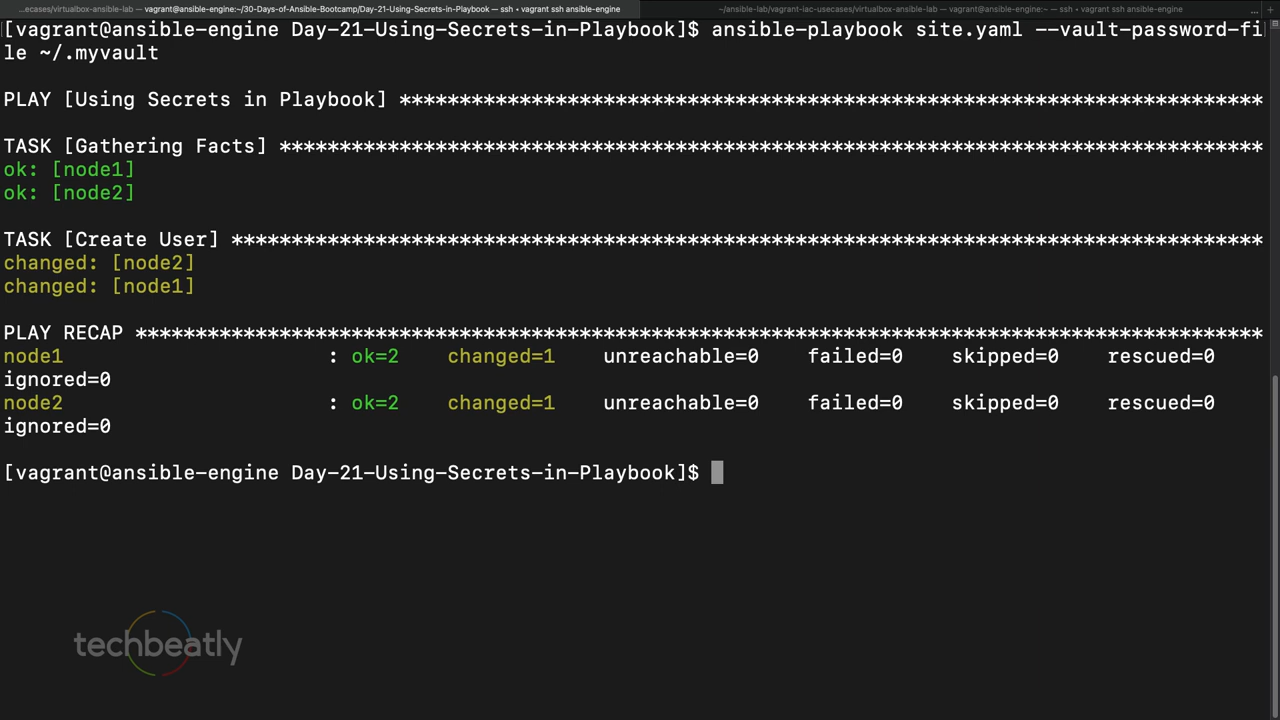 ...ecases/virtualbox-ansible-lab — vagrant@ansible-engine:~/30-Days-of-Ansible-Bootcamp/Day-21-Using-Secrets-in-Playbook — ssh • vagrant ssh ansible-engine
~/ansible-lab/vagrant-iac-usecases/virtualbox-ansible-lab — vagrant@ansible-engine:~ — ssh • vagrant ssh ansible-engine
... +
[vagrant@ansible-engine Day-21-Using-Secrets-in-Playbook]$ ansible-playbook site.yaml --vault-password-fi
le ~/.myvault
PLAY [Using Secrets in Playbook] ************************************************************************
TASK [Gathering Facts] **********************************************************************************
ok: [node1]
ok: [node2]
TASK [Create User] **************************************************************************************
changed: [node2]
changed: [node1]
PLAY RECAP **********************************************************************************************
node1 : ok=2 changed=1 unreachable=0 failed=0 skipped=0 rescued=0
ignored=0
node2 : ok=2 changed=1 unreachable=0 failed=0 skipped=0 rescued=0
ignored=0
[vagrant@ansible-engine Day-21-Using-Secrets-in-Playbook]$
techbeatly